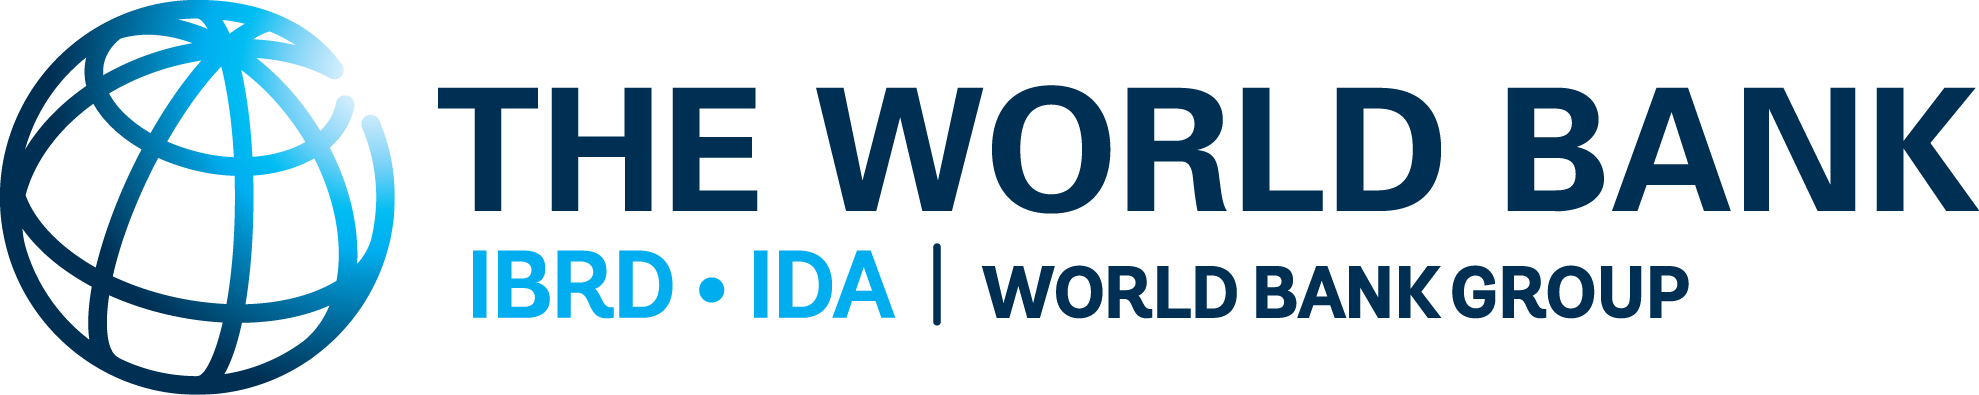 THE WORLD BANK
IBRD • IDA | WORLD BANK GROUP